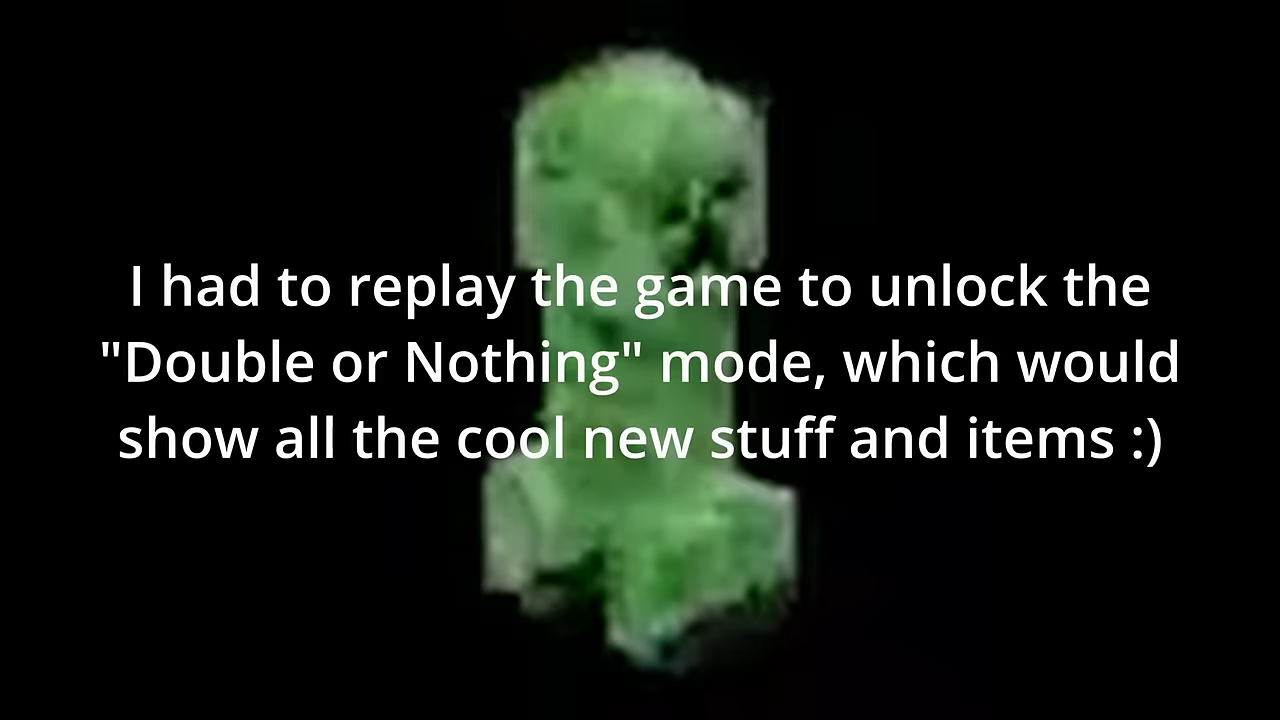 I had to replay the game to unlock the
"Double or Nothing" mode, which would
show all the cool new stuff and items :)